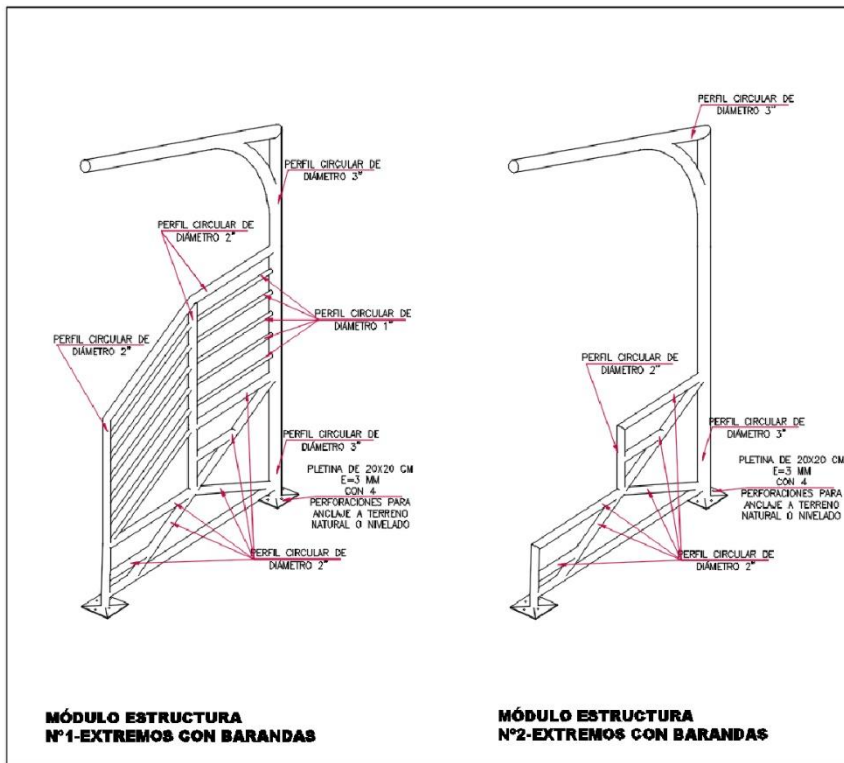 PERFIL CIRCULAR DE
DIÁMETRO 3"
PERFIL CIRCULAR DE
DIÁMETRO 2"
PERFIL CIRCULAR DE
DIÁMETRO 1"
PERFIL CIRCULAR DE
DIÁMETRO 2"
PERFIL CIRCULAR DE
DIÁMETRO 3"
PLETINA DE 20X20 CM
E=3 MM
CON 4
PERFORACIONES PARA
ANCLAJE A TERRENO
NATURAL O NIVELADO
PERFIL CIRCULAR DE
DIÁMETRO 2"
MÓDULO ESTRUCTURA
Nº1-EXTREMOS CON BARANDAS
PERFIL CIRCULAR DE
DIÁMETRO 3"
PERFIL CIRCULAR DE
DIÁMETRO 2"
PERFIL CIRCULAR DE
DIÁMETRO 3"
PLETINA DE 20X20 CM
E=3 MM
CON 4
PERFORACIONES PARA
ANCLAJE A TERRENO
NATURAL O NIVELADO
PERFIL CIRCULAR DE
DIÁMETRO 2"
MÓDULO ESTRUCTURA
Nº2-EXTREMOS CON BARANDAS